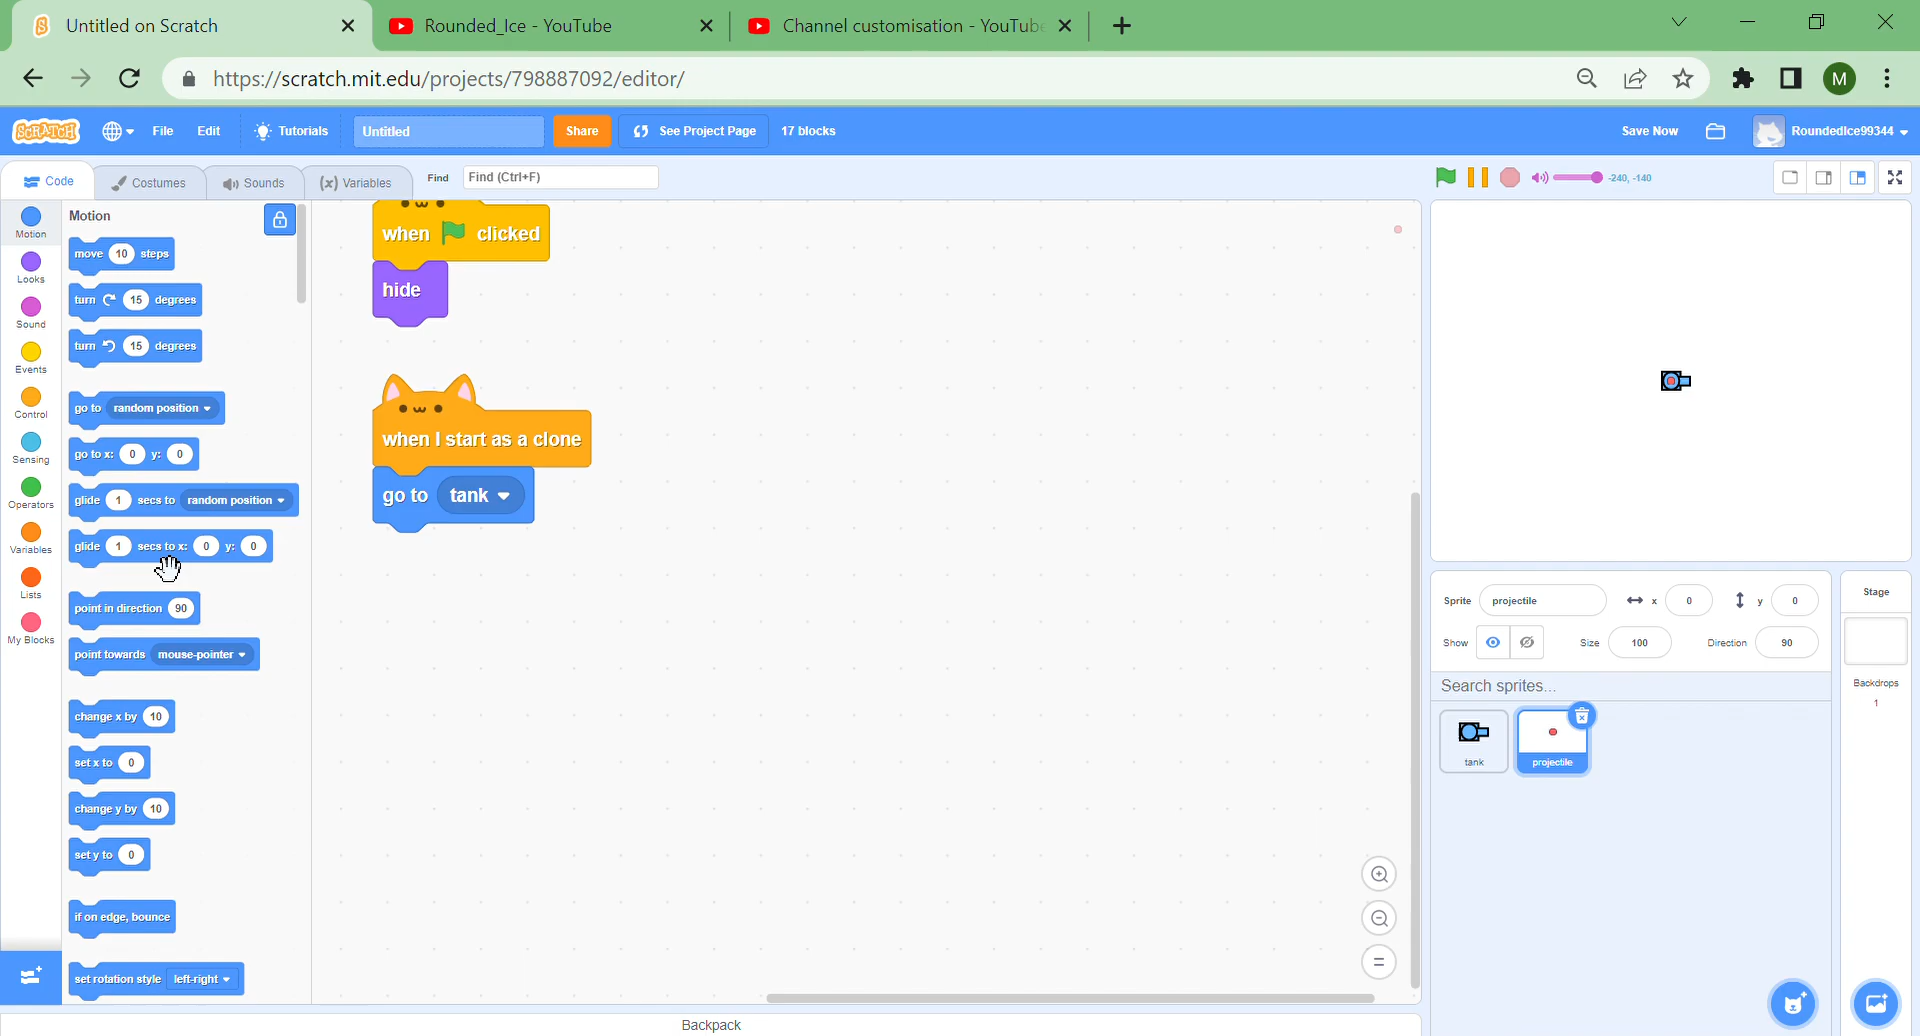 Untitled on Scratch
Rounded_Ice - YouTube
Channel customisation - YouTube
M
https://scratch.mit.edu/projects/798887092/editor/
SCRATCH
File
Edit
Tutorials
Untitled
Share
See Project Page
17 blocks
Save Now
RoundedIce99344
Code
Costumes
Sounds
(x) Variables
Find
Find (Ctrl+F)
-240, -140
Motion
Looks
Sound
Events
Control
Sensing
Operators
Variables
Lists
My Blocks
Motion
move 10 steps
turn 15 degrees
turn 15 degrees
go to random position
go to x: 0 y: 0
glide 1 secs to random position
glide 1 secs to x: 0 y: 0
point in direction 90
point towards mouse-pointer
change x by 10
set x to 0
change y by 10
set y to 0
if on edge, bounce
set rotation style left-right
when clicked
hide
when I start as a clone
go to tank
Backpack
Sprite projectile x 0 y 0
Show Size 100 Direction 90
Search sprites...
tank
projectile
Stage
Backdrops
1